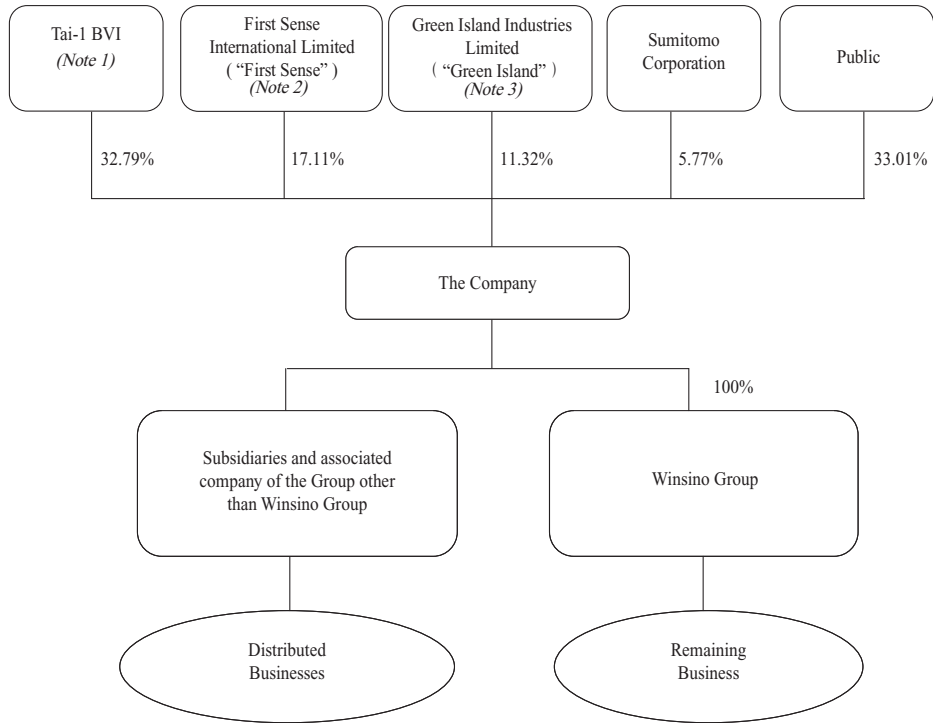 Tai-1 BVI
(Note 1)
First Sense
International Limited
( “First Sense” )
(Note 2)
Green Island Industries
Limited
( “Green Island” )
(Note 3)
Sumitomo
Corporation
Public
32.79%
17.11%
11.32%
5.77%
33.01%
The Company
100%
Subsidiaries and associated
company of the Group other
than Winsino Group
Winsino Group
Distributed
Businesses
Remaining
Business